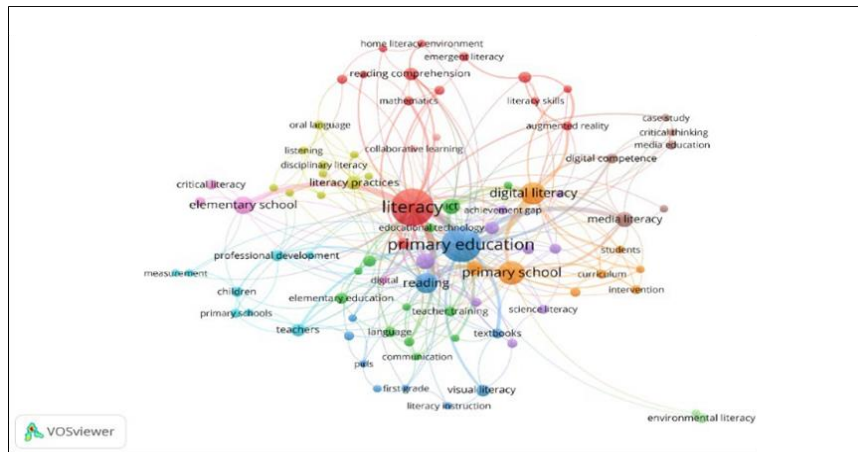 home literacy environment
emergent literacy
reading comprehension
mathematics
literacy skills
case study
oral language
augmented reality
critical thinking
media education
listening
collaborative learning
digital competence
disciplinary literacy
critical literacy
literacy practices
digital literacy
elementary school
literacy
ict
achievement gap
media literacy
educational technology
primary education
students
professional development
measurement
primary school
curriculum
digital
reading
children
elementary education
intervention
primary schools
teacher training
science literacy
teachers
language
textbooks
communication
first grade
visual literacy
literacy instruction
environmental literacy
VOSviewer